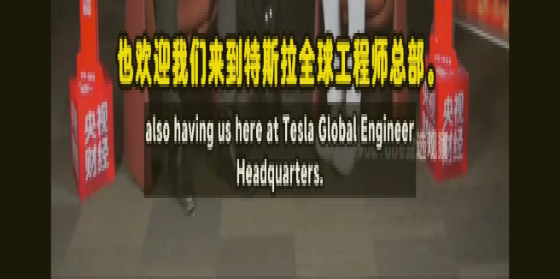 也欢迎我们来到特斯拉全球工程师总部。
also having us here at Tesla Global Engineer
Headquarters.
央视
财经
央视
财经